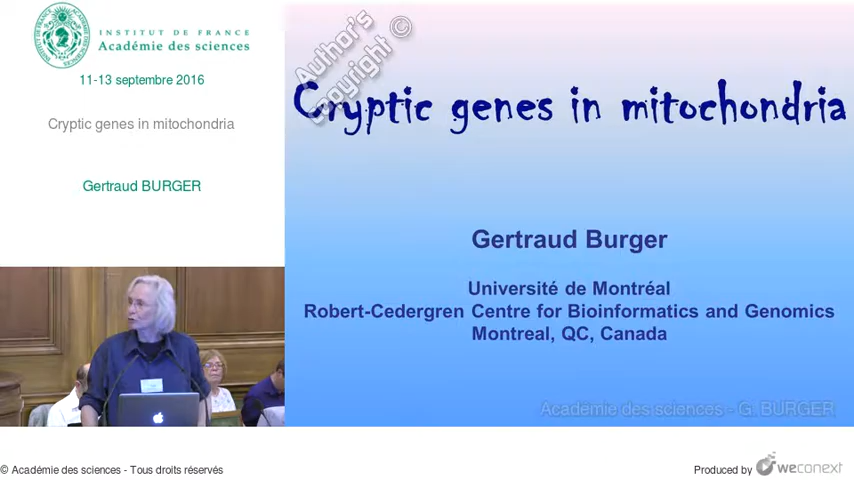 INSTITUT DE FRANCE
Académie des sciences
11-13 septembre 2016
Cryptic genes in mitochondria
Gertraud BURGER
Author's
Copyright ©
Cryptic genes in mitochondria
Gertraud Burger
Université de Montréal
Robert-Cedergren Centre for Bioinformatics and Genomics
Montreal, QC, Canada
Académie des sciences - G. BURGER
© Académie des sciences - Tous droits réservés
Produced by weconext